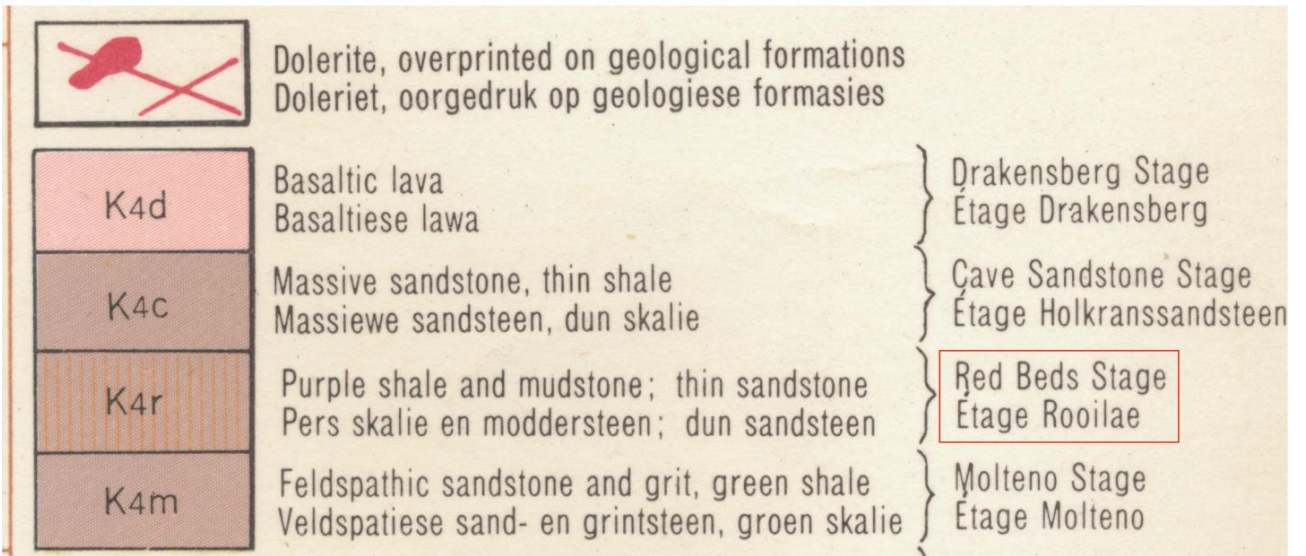 Dolerite, overprinted on geological formations
Doleriet, oorgedruk op geologiese formasies
K4d
Basaltic lava
Basaltiese lawa
Drakensberg Stage
Étage Drakensberg
K4c
Massive sandstone, thin shale
Massiewe sandsteen, dun skalie
Cave Sandstone Stage
Étage Holkranssandsteen
K4r
Purple shale and mudstone; thin sandstone
Pers skalie en moddersteen; dun sandsteen
Red Beds Stage
Étage Rooilae
K4m
Feldspathic sandstone and grit, green shale
Veldspatiese sand- en grintsteen, groen skalie
Molteno Stage
Étage Molteno